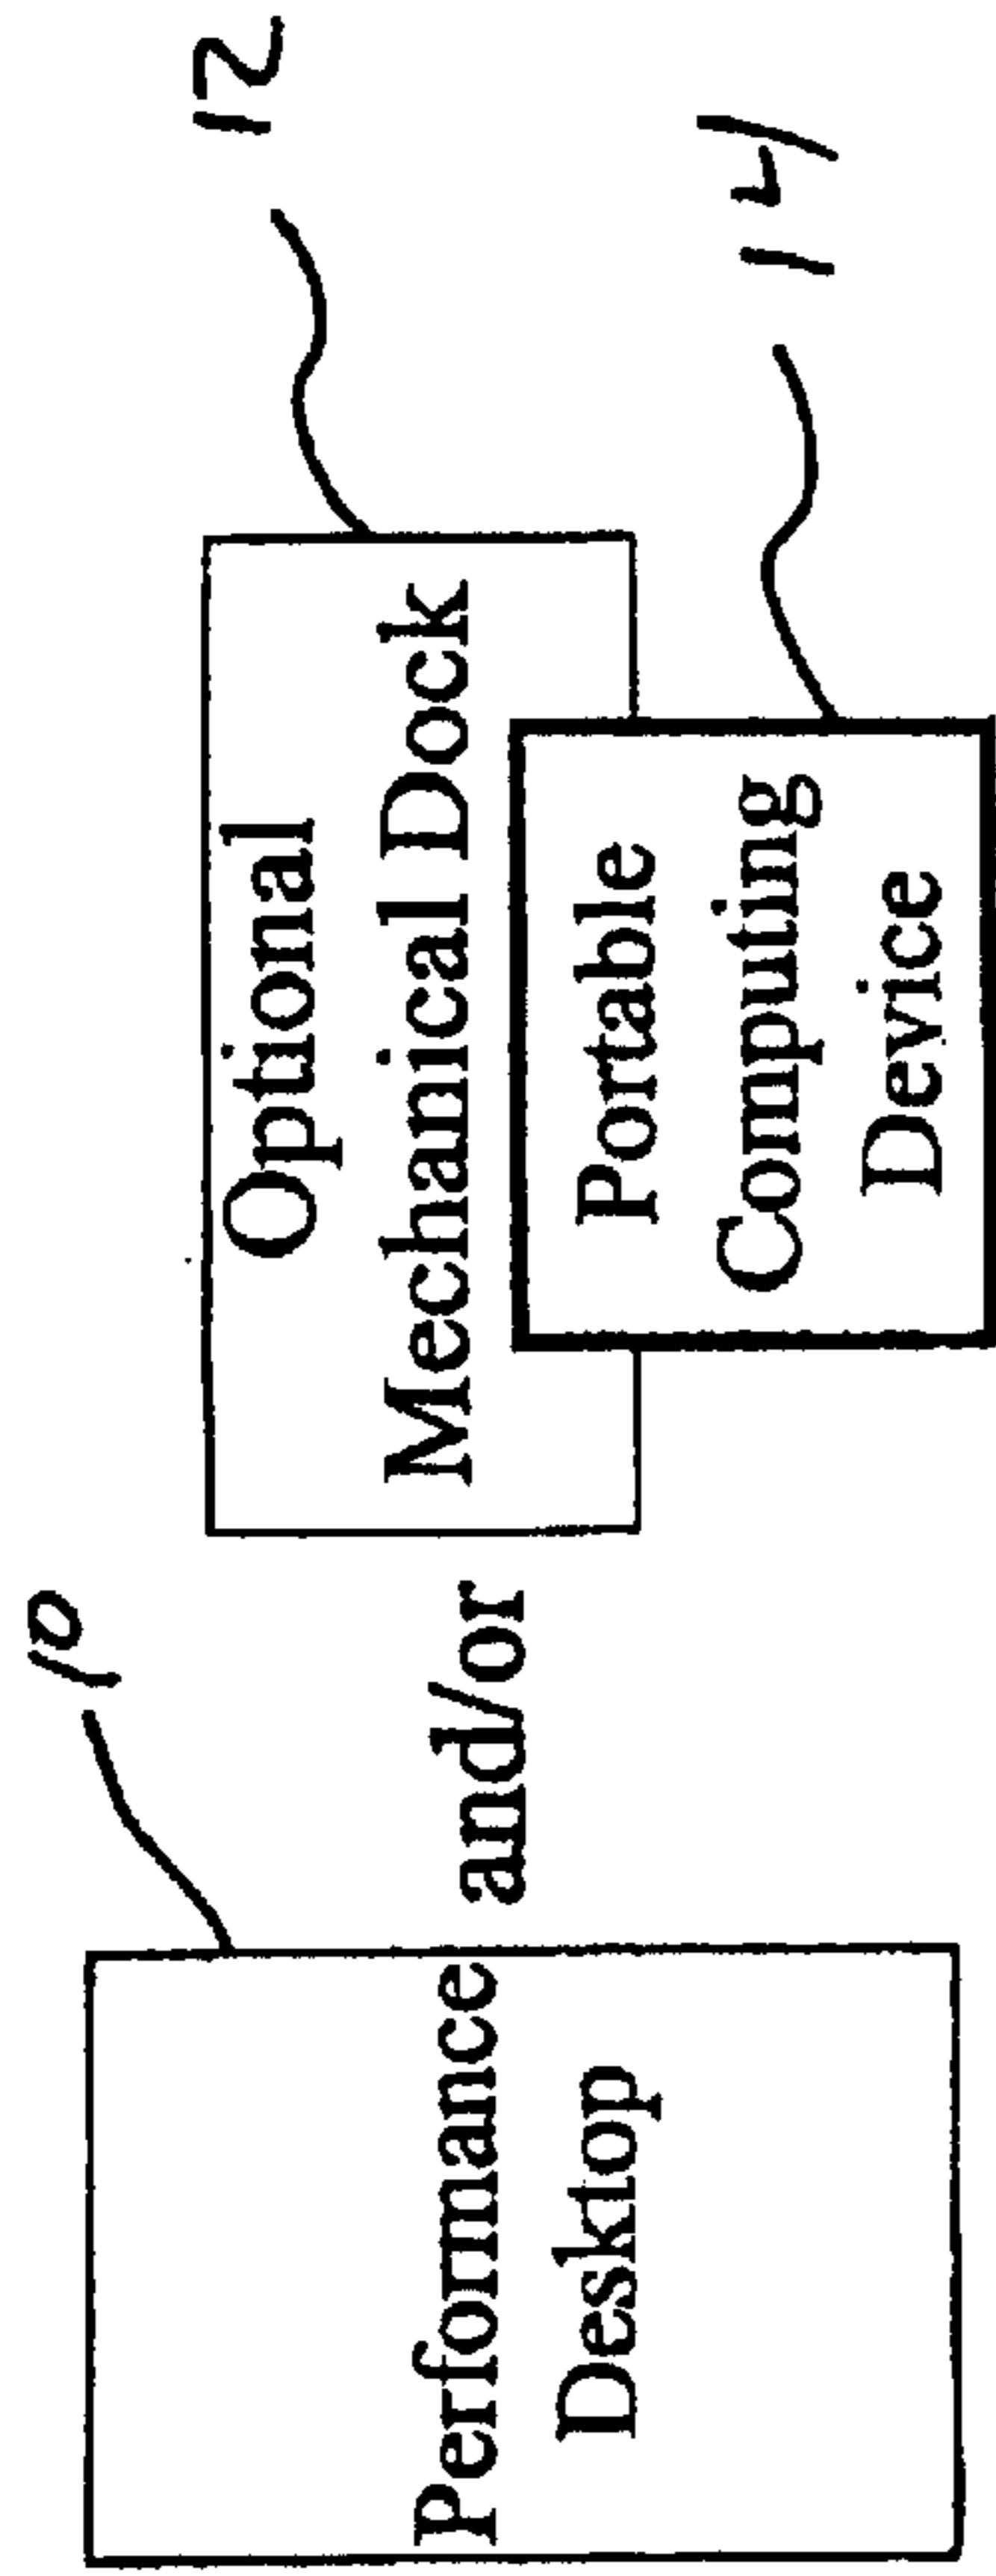 10
Performance
Desktop
and/or
12
Optional
Mechanical Dock
14
Portable
Computing
Device